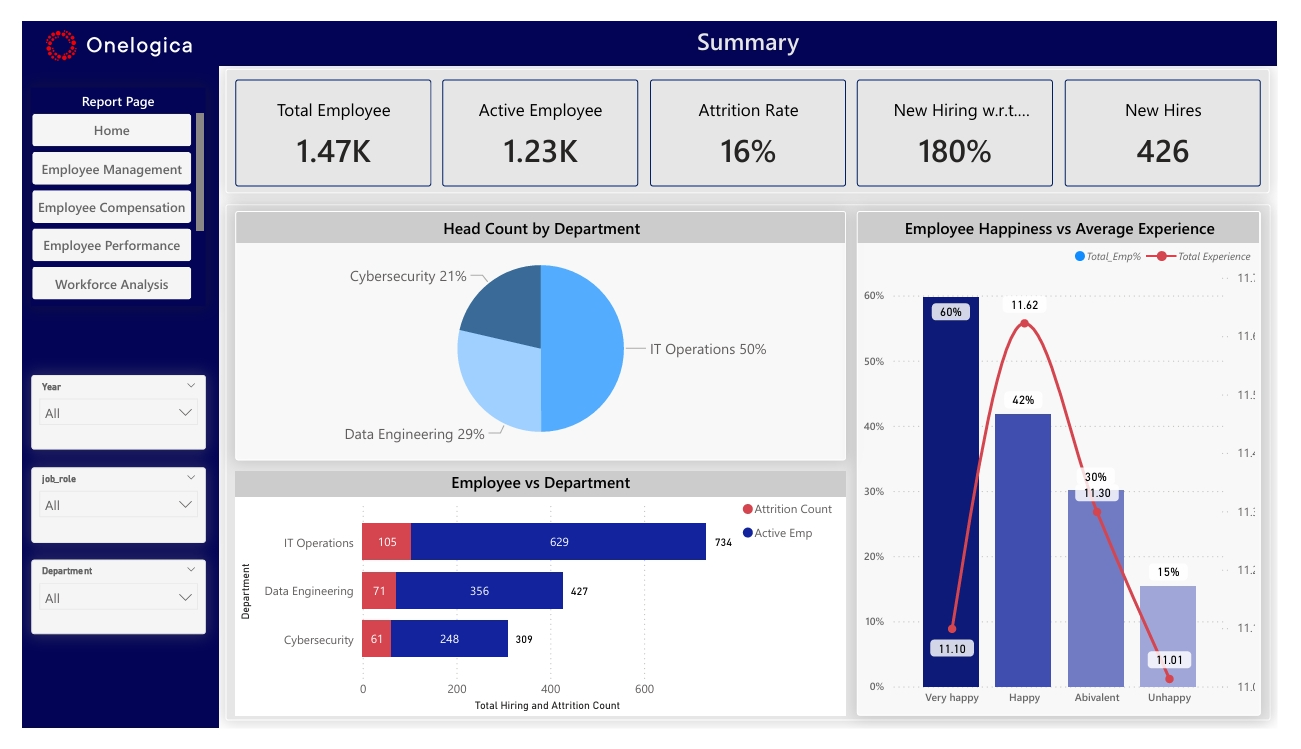 Onelogica
Summary
Report Page
Home
Employee Management
Employee Compensation
Employee Performance
Workforce Analysis
Year
All
job_role
All
Department
All
Total Employee
1.47K
Active Employee
1.23K
Attrition Rate
16%
New Hiring w.r.t....
180%
New Hires
426
Head Count by Department
Cybersecurity 21%
IT Operations 50%
Data Engineering 29%
Employee vs Department
Attrition Count
Active Emp
Department
IT Operations
105
629
734
Data Engineering
71
356
427
Cybersecurity
61
248
309
0
200
400
600
Total Hiring and Attrition Count
Employee Happiness vs Average Experience
Total_Emp%
Total Experience
60%
50%
40%
30%
20%
10%
0%
60%
11.62
42%
30%
11.30
15%
11.10
11.01
Very happy
Happy
Abivalent
Unhappy